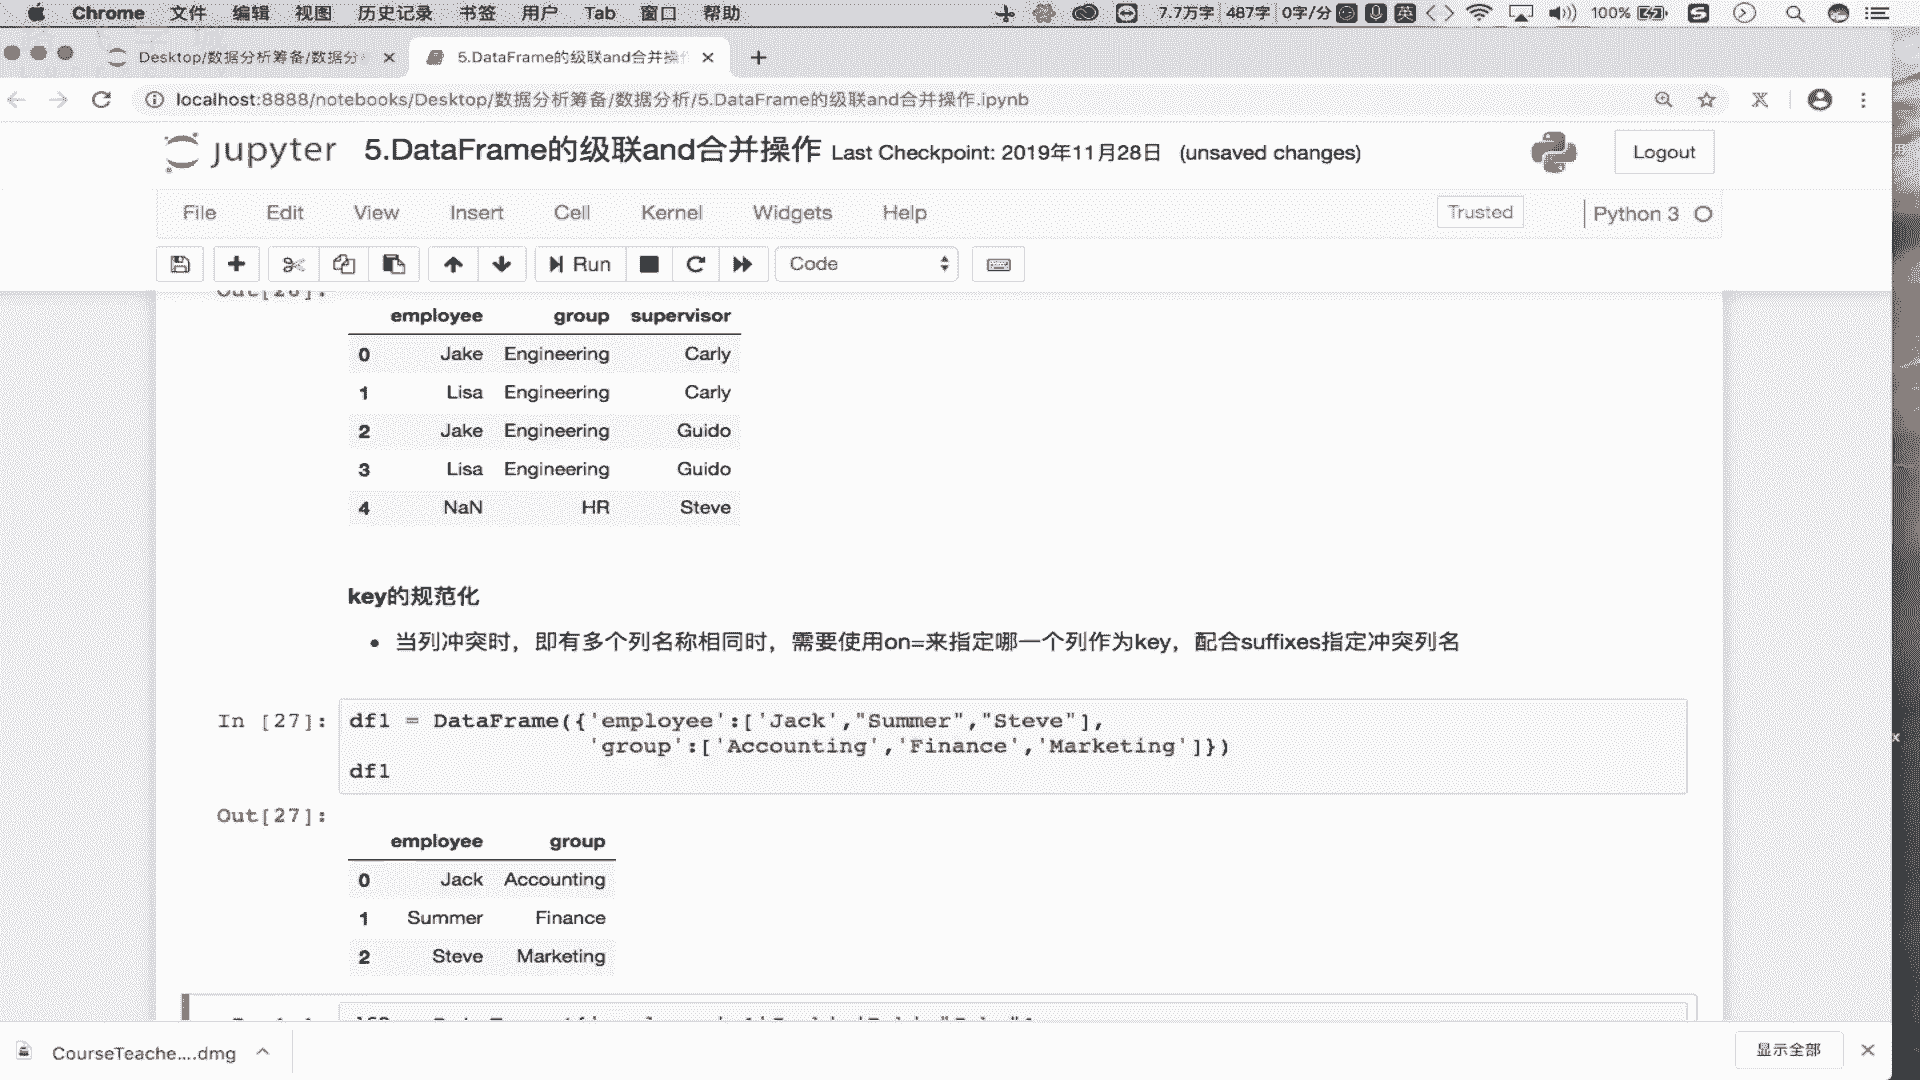 Chrome 文件 编辑 视图 历史记录 书签 用户 Tab 窗口 帮助 7.7万字 487字 0字/分 英 100%
Desktop/数据分析筹备/数据分 5.DataFrame的级联and合并操
localhost:8888/notebooks/Desktop/数据分析筹备/数据分析/5.DataFrame的级联and合并操作.ipynb
jupyter 5.DataFrame的级联and合并操作 Last Checkpoint: 2019年11月28日 (unsaved changes) Logout
File Edit View Insert Cell Kernel Widgets Help Trusted Python 3
Run Code
Out[26]:
employee group supervisor
0 Jake Engineering Carly
1 Lisa Engineering Carly
2 Jake Engineering Guido
3 Lisa Engineering Guido
4 NaN HR Steve
key的规范化
• 当列冲突时，即有多个列名称相同时，需要使用on=来指定哪一个列作为key，配合suffixes指定冲突列名
In [27]: df1 = DataFrame({'employee':['Jack',"Summer","Steve"],
'group':['Accounting','Finance','Marketing']})
df1
Out[27]:
employee group
0 Jack Accounting
1 Summer Finance
2 Steve Marketing
CourseTeache....dmg 显示全部